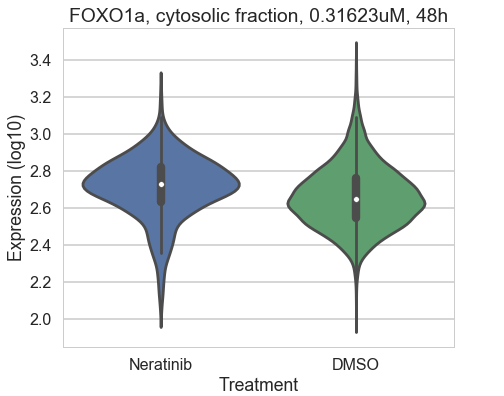 FOXO1a, cytosolic fraction, 0.31623uM, 48h
Expression (log10)
3.4
3.2
3.0
2.8
2.6
2.4
2.2
2.0
Neratinib
DMSO
Treatment